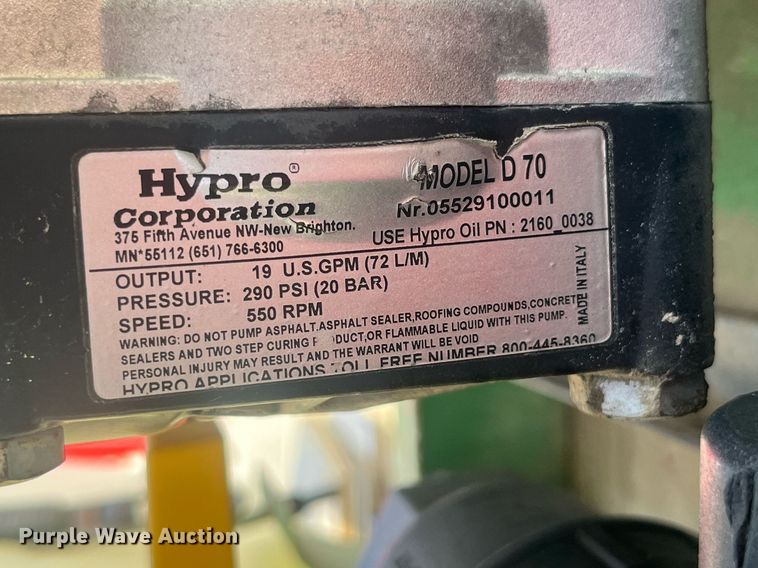 Hypro®
Corporation
375 Fifth Avenue NW-New Brighton.
MN*55112 (651) 766-6300
MODEL D 70
Nr.05529100011
USE Hypro Oil PN : 2160_0038
OUTPUT: 19 U.S.GPM (72 L/M)
PRESSURE: 290 PSI (20 BAR)
SPEED: 550 RPM
MADE IN ITALY
WARNING: DO NOT PUMP ASPHALT.ASPHALT SEALER,ROOFING COMPOUNDS,CONCRETE
SEALERS AND TWO STEP CURING P ODUCT,OR FLAMMABLE LIQUID WITH THIS PUMP.
PERSONAL INJURY MAY RESULT AND THE WARRANT WILL BE VOID
HYPRO APPLICATIONS TOLL FREE NUMBER 800-445-8360
Purple Wave Auction